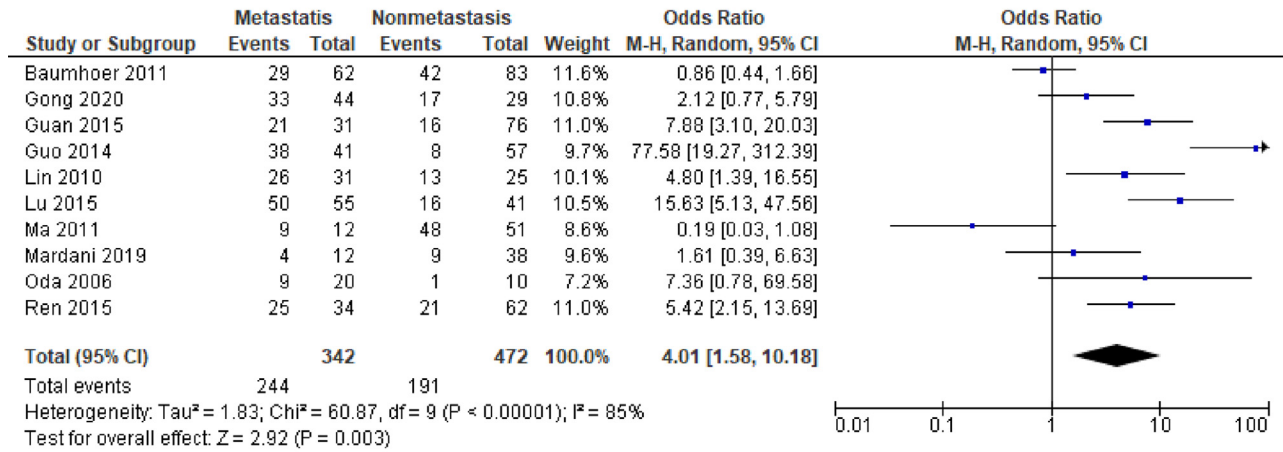 Metastatis Nonmetastasis Odds Ratio Odds Ratio
Study or Subgroup Events Total Events Total Weight M-H, Random, 95% CI M-H, Random, 95% CI
Baumhoer 2011 29 62 42 83 11.6% 0.86 [0.44, 1.66]
Gong 2020 33 44 17 29 10.8% 2.12 [0.77, 5.79]
Guan 2015 21 31 16 76 11.0% 7.88 [3.10, 20.03]
Guo 2014 38 41 8 57 9.7% 77.58 [19.27, 312.39]
Lin 2010 26 31 13 25 10.1% 4.80 [1.39, 16.55]
Lu 2015 50 55 16 41 10.5% 15.63 [5.13, 47.56]
Ma 2011 9 12 48 51 8.6% 0.19 [0.03, 1.08]
Mardani 2019 4 12 9 38 9.6% 1.61 [0.39, 6.63]
Oda 2006 9 20 1 10 7.2% 7.36 [0.78, 69.58]
Ren 2015 25 34 21 62 11.0% 5.42 [2.15, 13.69]
Total (95% CI) 342 472 100.0% 4.01 [1.58, 10.18]
Total events 244 191
Heterogeneity: Tau² = 1.83; Chi² = 60.87, df = 9 (P < 0.00001); I² = 85%
Test for overall effect: Z = 2.92 (P = 0.003)
0.01 0.1 1 10 100